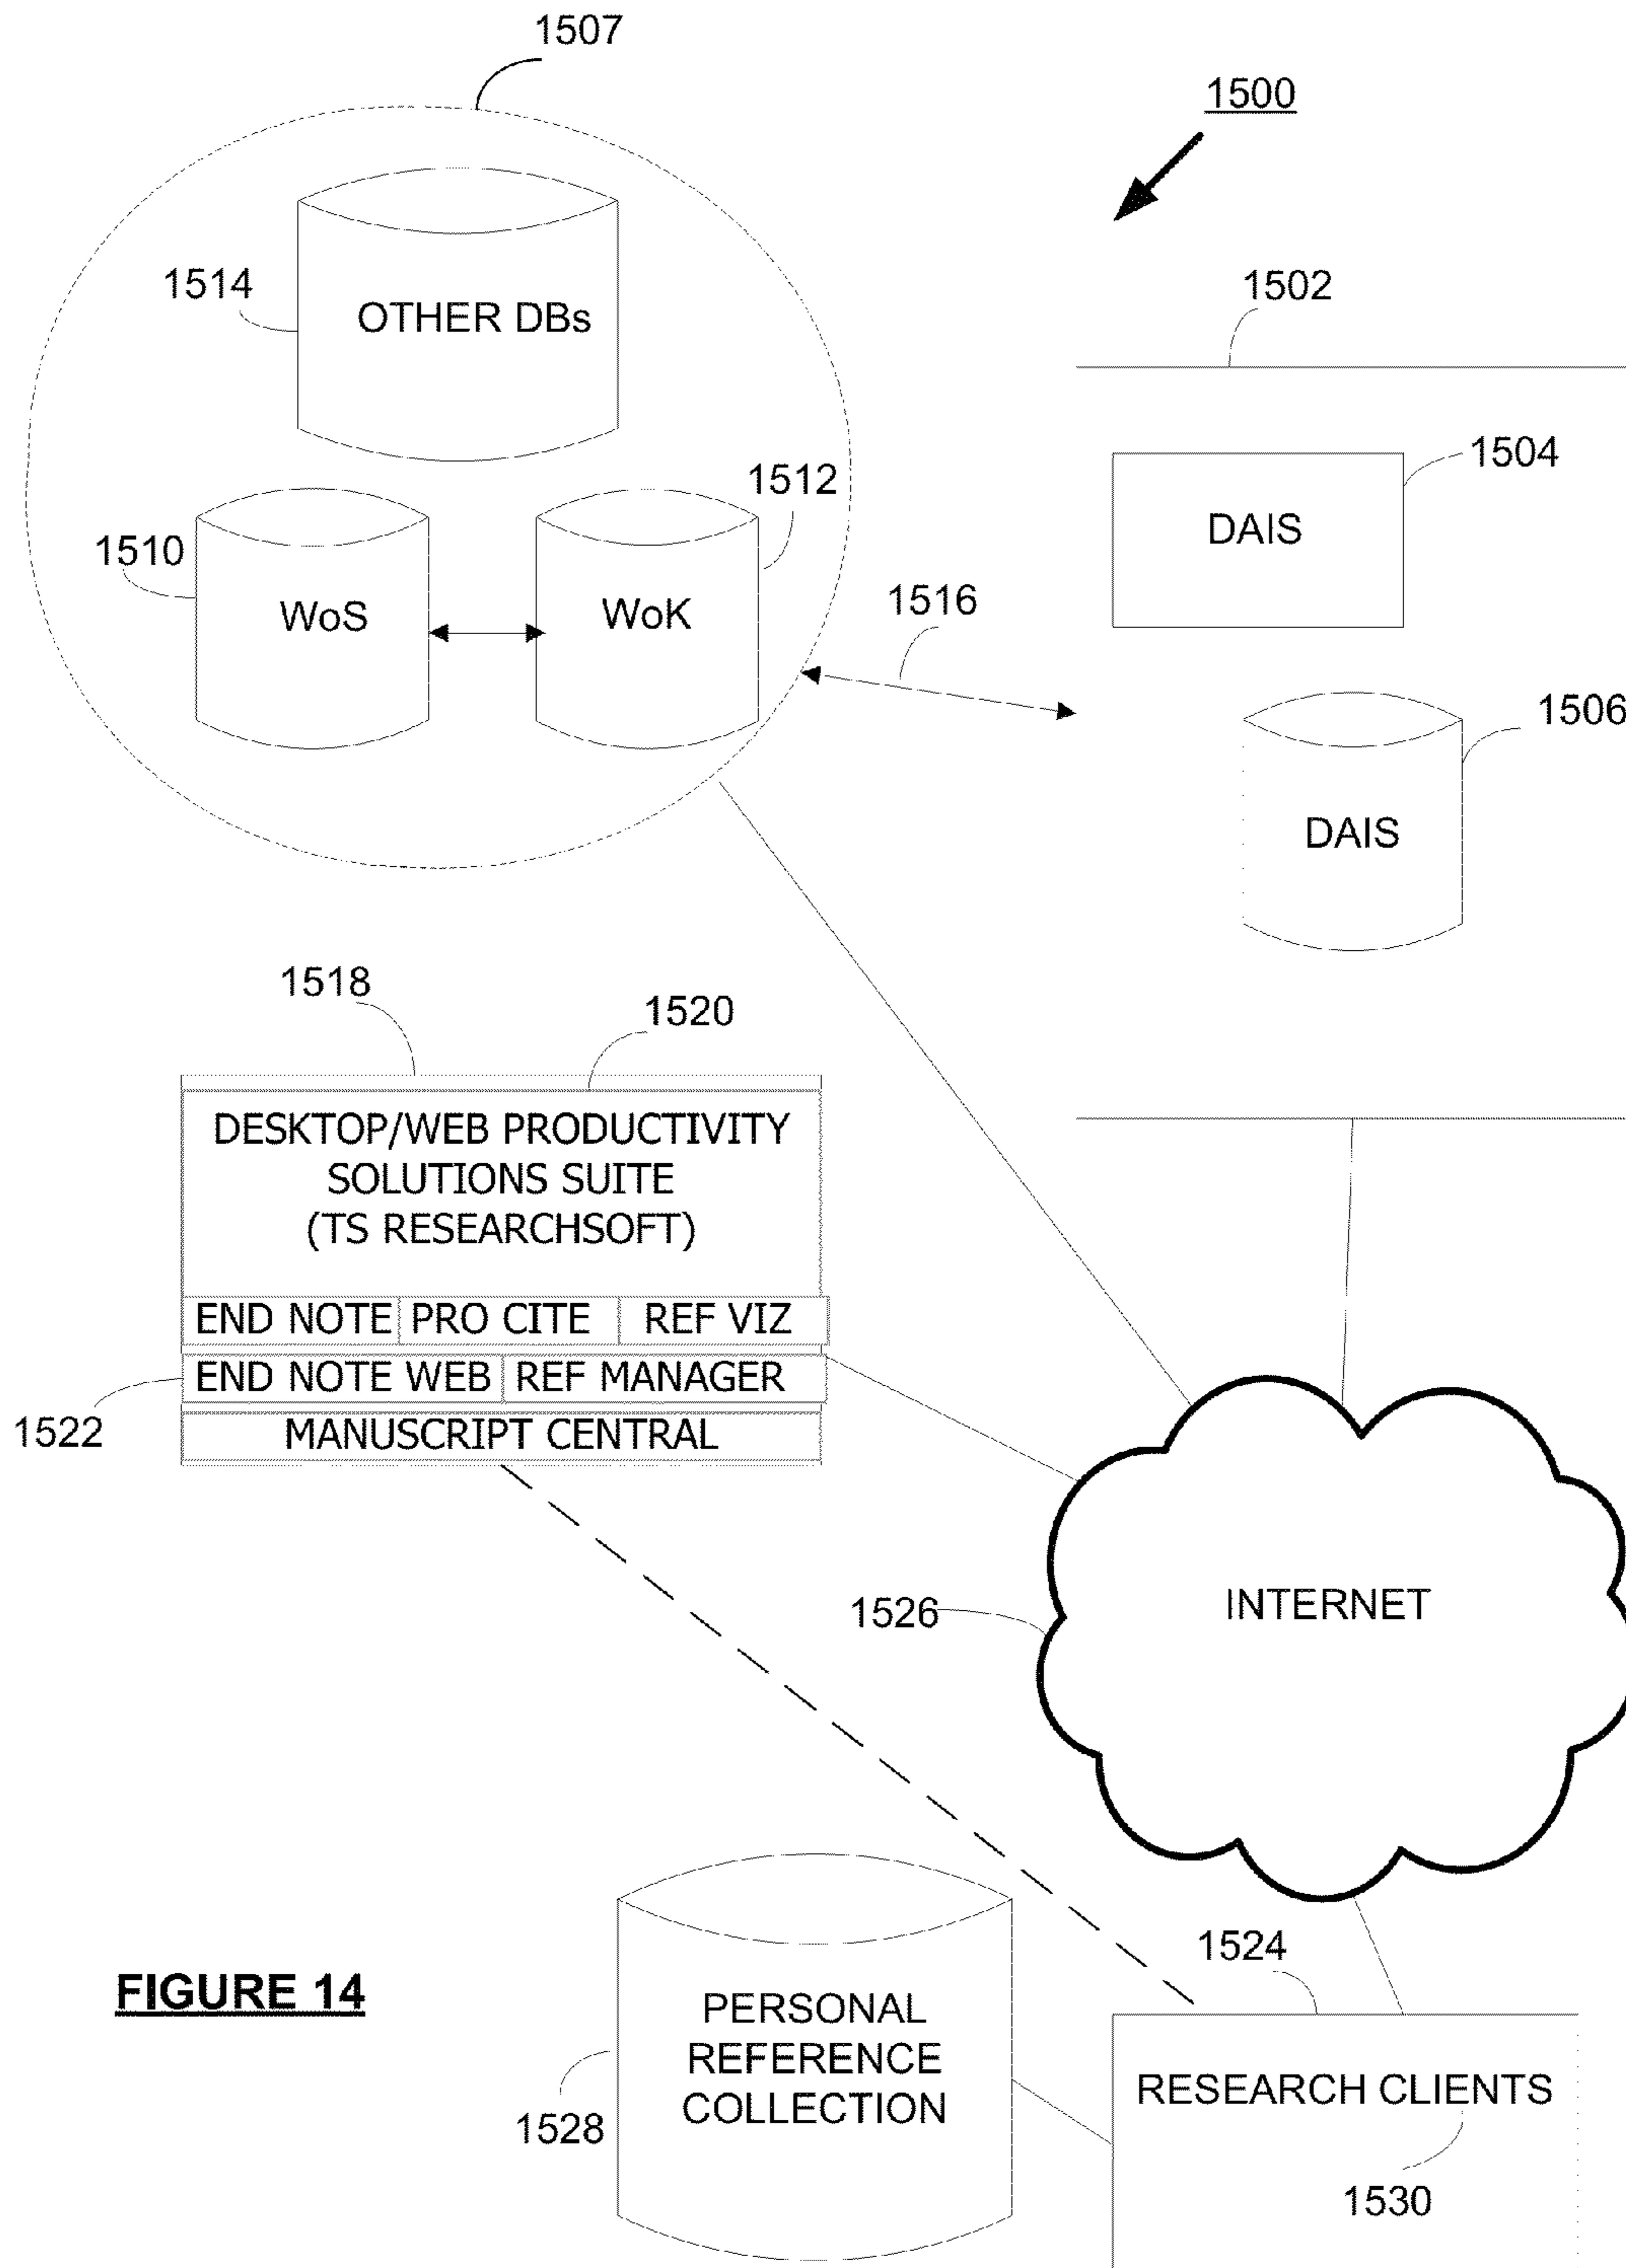 1507
1500
1514
OTHER DBs
1502
1504
DAIS
1512
1510
WoS
WoK
1516
1506
DAIS
1518
1520
DESKTOP/WEB PRODUCTIVITY
SOLUTIONS SUITE
(TS RESEARCHSOFT)
END NOTE PRO CITE REF VIZ
END NOTE WEB REF MANAGER
1522
MANUSCRIPT CENTRAL
1526
INTERNET
1524
FIGURE 14
PERSONAL
REFERENCE
COLLECTION
RESEARCH CLIENTS
1528
1530